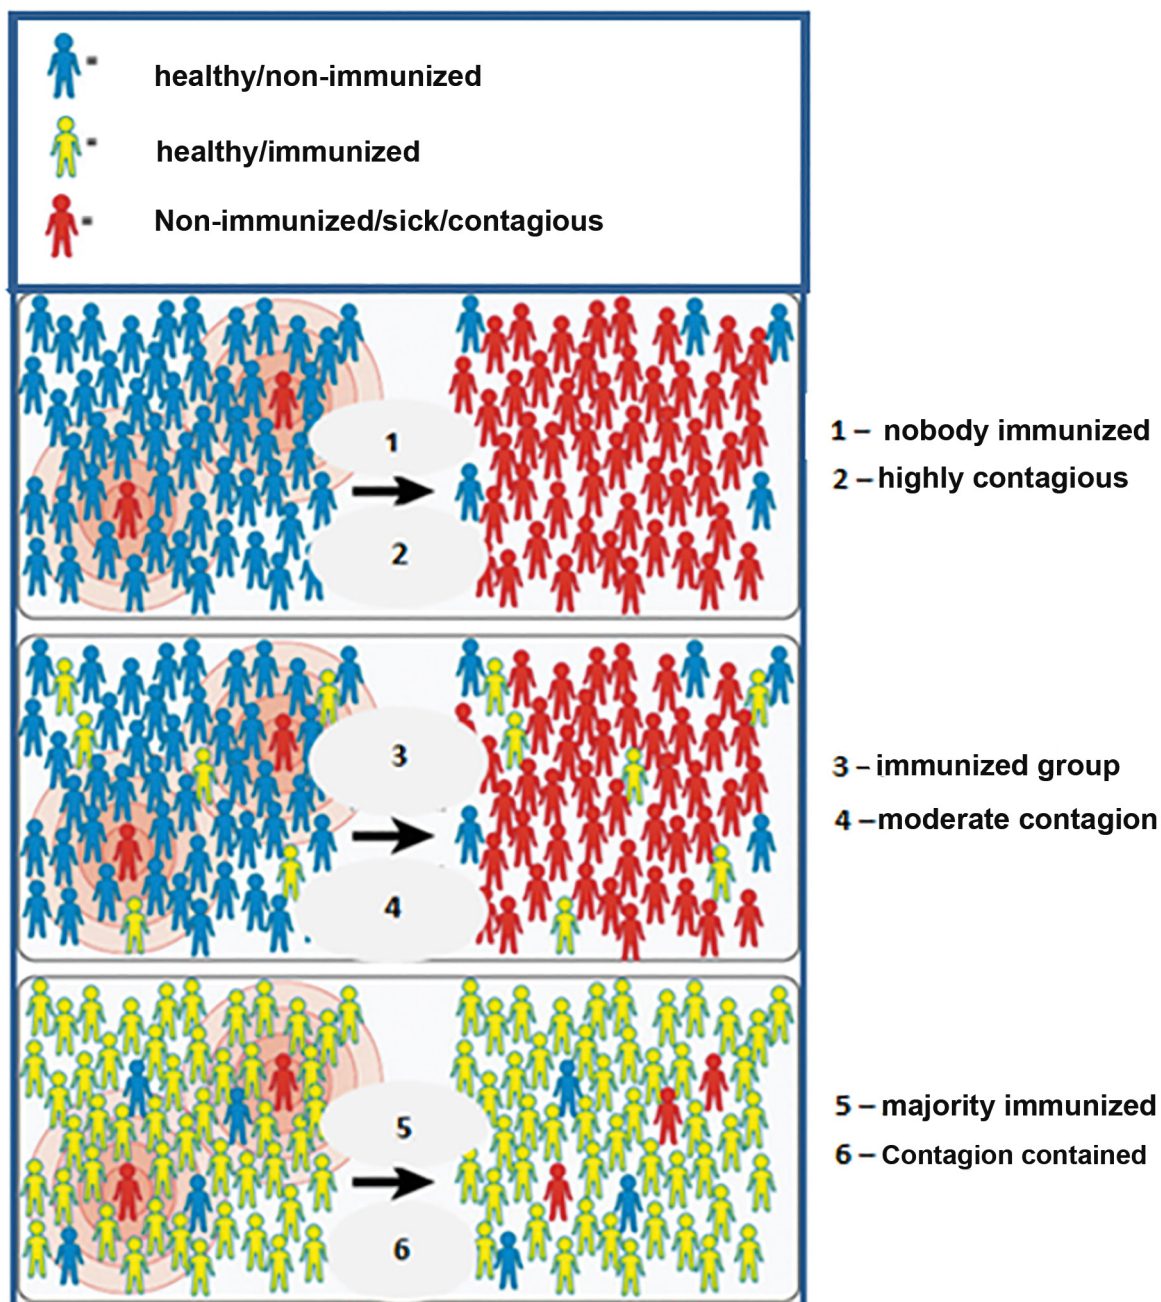 healthy/non-immunized
healthy/immunized
Non-immunized/sick/contagious
1
2
1 – nobody immunized
2 – highly contagious
3
4
3 – immunized group
4 – moderate contagion
5
6
5 – majority immunized
6 – Contagion contained